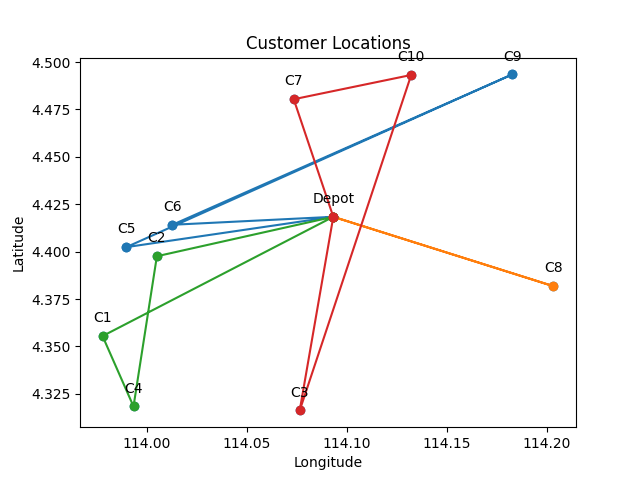 Customer Locations
4.500
4.475
4.450
4.425
4.400
4.375
4.350
4.325
Latitude
C10
C9
C7
Depot
C6
C5
C2
C8
C1
C4
C3
114.00 114.05 114.10 114.15 114.20
Longitude